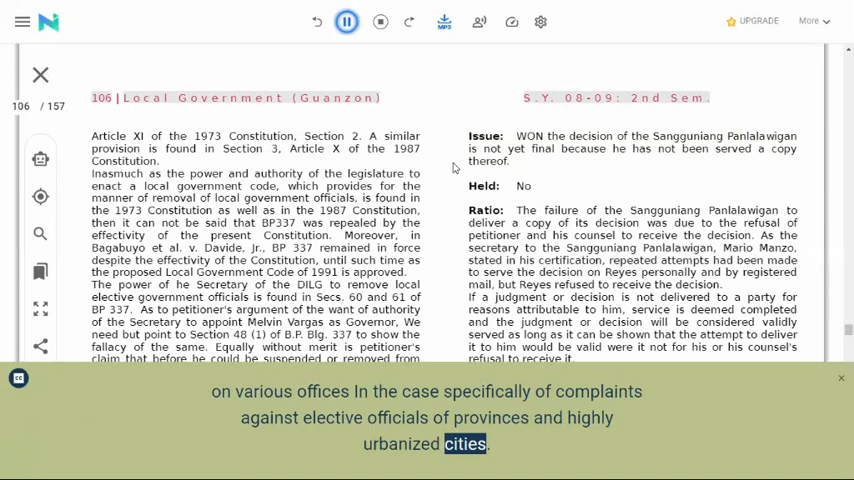 MP3
UPGRADE
More
106 / 157
106 | Local Government (Guanzon)
S.Y. 08-09: 2nd Sem.
Article XI of the 1973 Constitution, Section 2. A similar
provision is found in Section 3, Article X of the 1987
Constitution.
Inasmuch as the power and authority of the legislature to
enact a local government code, which provides for the
manner of removal of local government officials, is found in
the 1973 Constitution as well as in the 1987 Constitution,
then it can not be said that BP337 was repealed by the
effectivity of the present Constitution. Moreover, in
Bagabuyo et al. v. Davide, Jr., BP 337 remained in force
despite the effectivity of the Constitution, until such time as
the proposed Local Government Code of 1991 is approved.
The power of he Secretary of the DILG to remove local
elective government officials is found in Secs. 60 and 61 of
BP 337. As to petitioner's argument of the want of authority
of the Secretary to appoint Melvin Vargas as Governor, We
need but point to Section 48 (1) of B.P. Blg. 337 to show the
fallacy of the same. Equally without merit is petitioner's
claim that before he could be suspended or removed from
Issue: WON the decision of the Sangguniang Panlalawigan
is not yet final because he has not been served a copy
thereof.
Held: No
Ratio: The failure of the Sangguniang Panlalawigan to
deliver a copy of its decision was due to the refusal of
petitioner and his counsel to receive the decision. As the
secretary to the Sangguniang Panlalawigan, Mario Manzo,
stated in his certification, repeated attempts had been made
to serve the decision on Reyes personally and by registered
mail, but Reyes refused to receive the decision.
If a judgment or decision is not delivered to a party for
reasons attributable to him, service is deemed completed
and the judgment or decision will be considered validly
served as long as it can be shown that the attempt to deliver
it to him would be valid were it not for his or his counsel's
refusal to receive it.
on various offices In the case specifically of complaints
against elective officials of provinces and highly
urbanized cities.